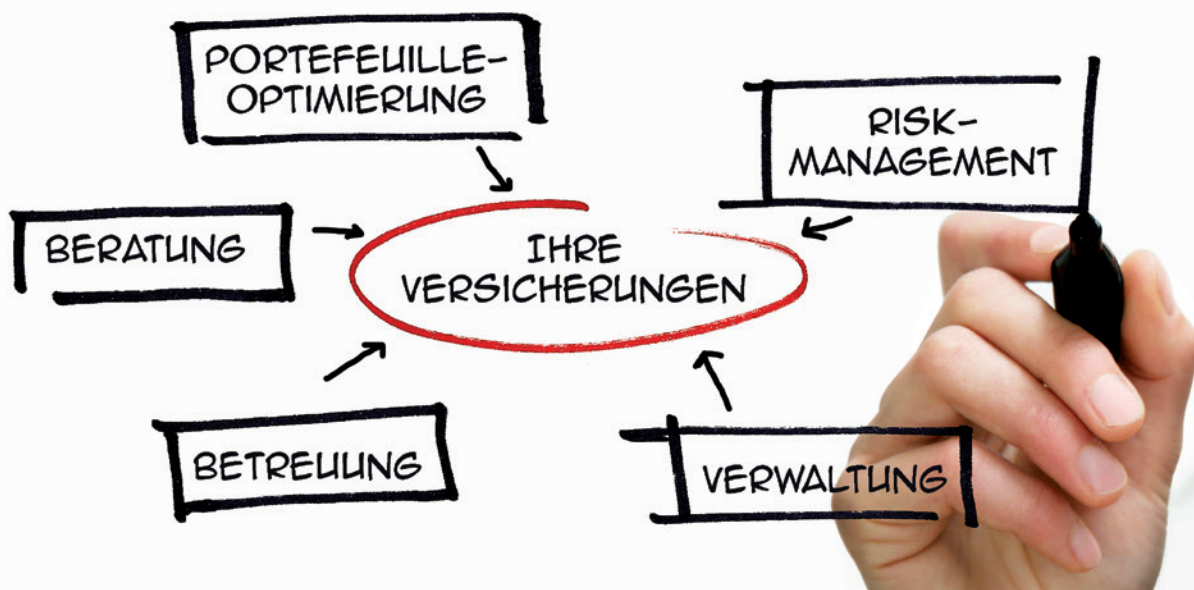 PORTEFEUILLE-
OPTIMIERUNG
RISK-
MANAGEMENT
BERATUNG
IHRE
VERSICHERUNGEN
BETREUUNG
VERWALTUNG